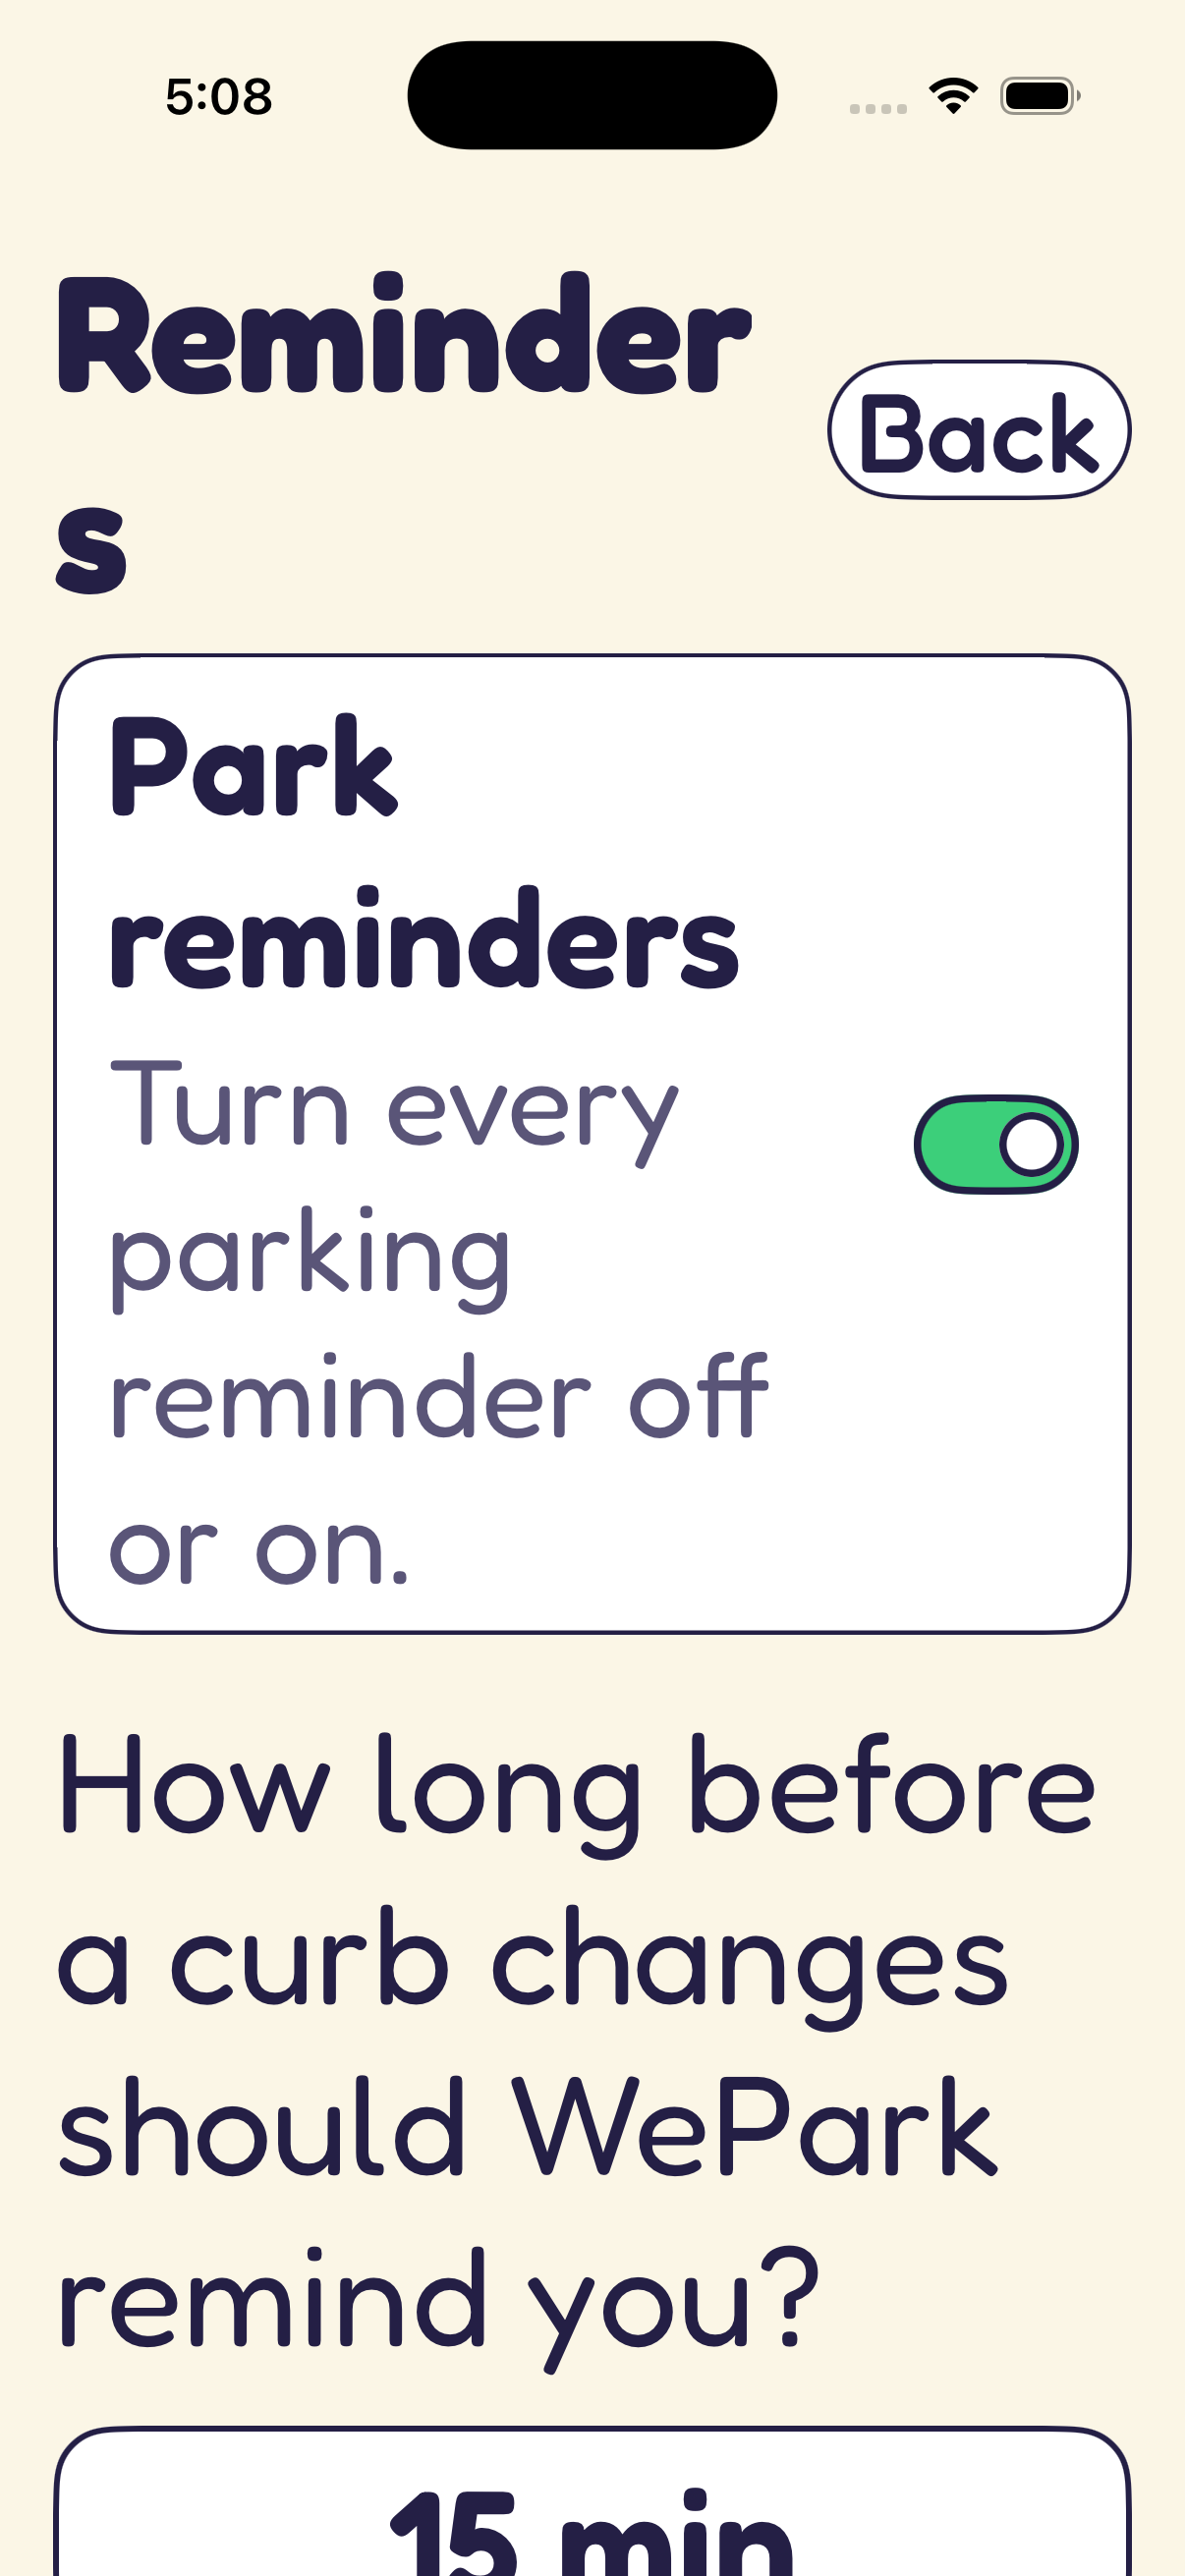 5:08
Reminder
s
Back
Park
reminders
Turn every
parking
reminder off
or on.
How long before
a curb changes
should WePark
remind you?
15 min